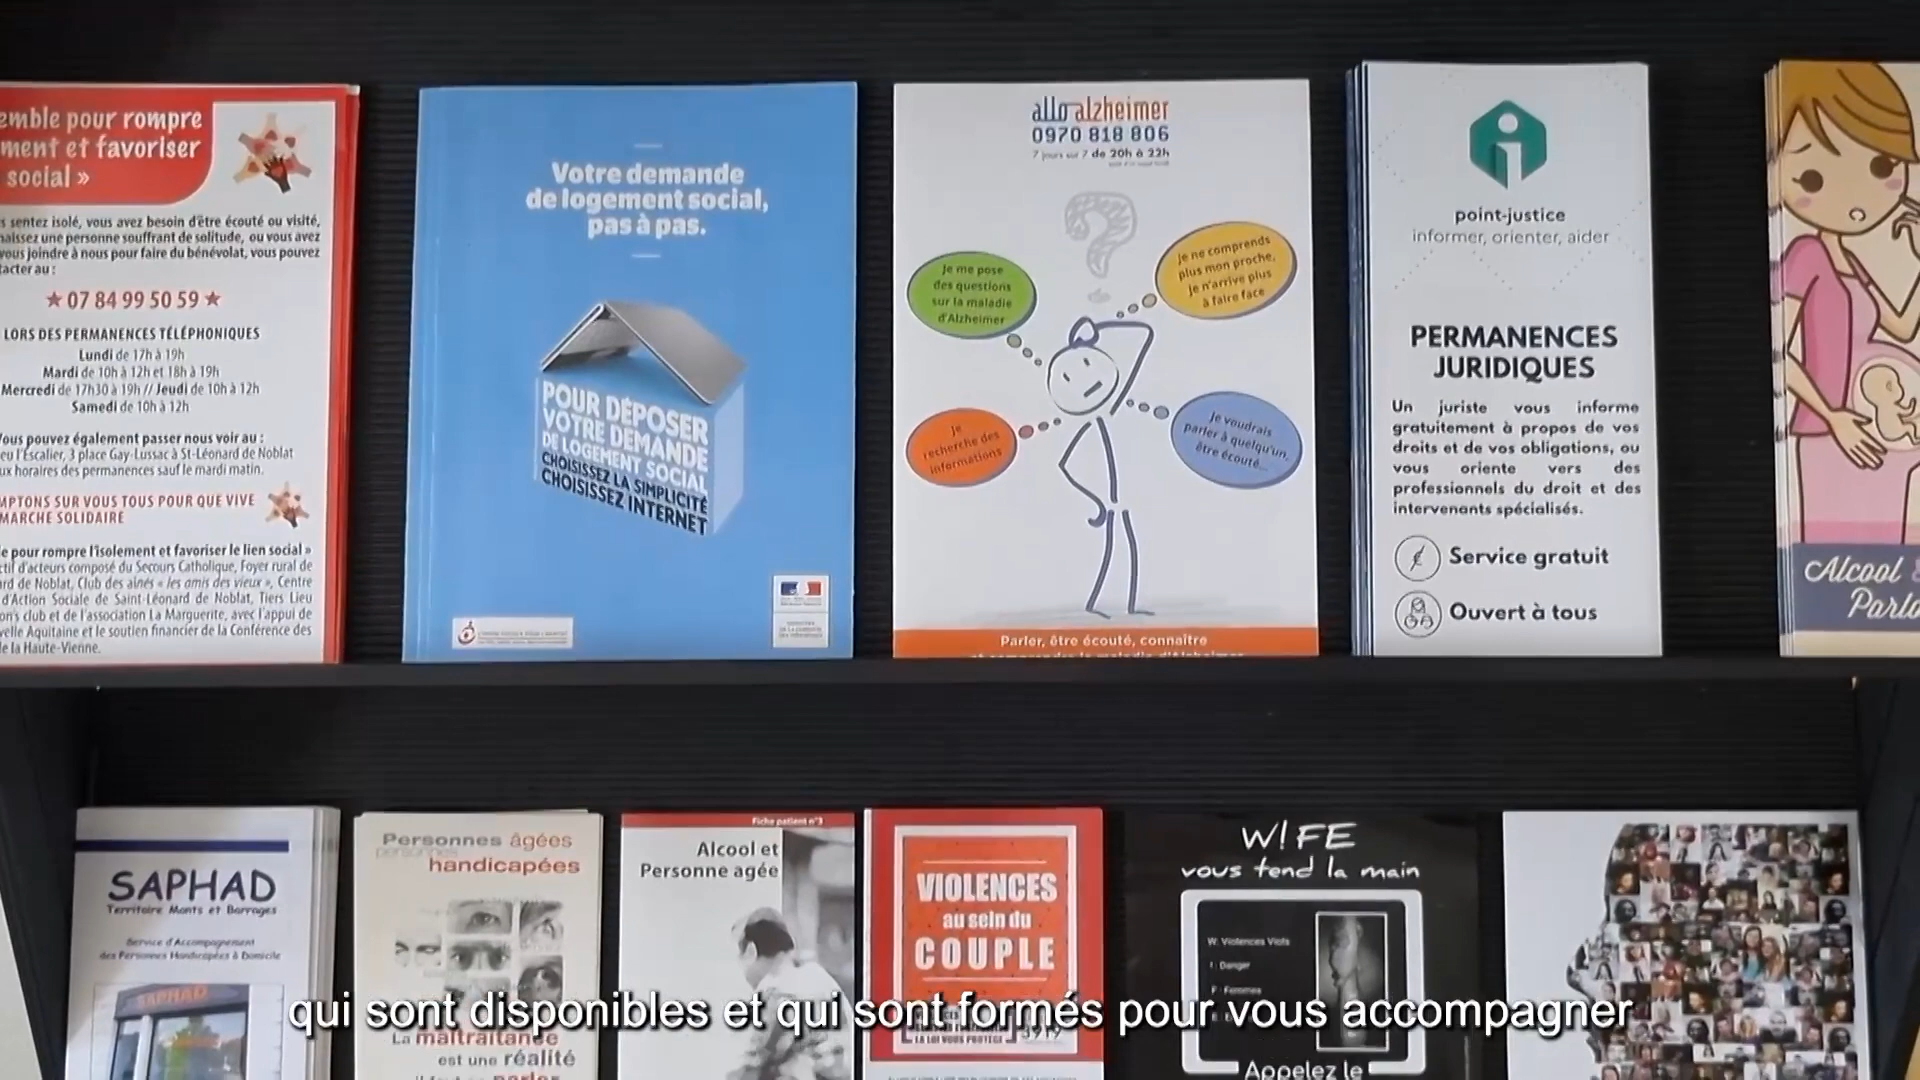 emble pour rompre
ment et favoriser
social »
s sentez isolé, vous avez besoin d'être écouté ou visité,
naissez une personne souffrant de solitude, ou vous avez
vous joindre à nous pour faire du bénévolat, vous pouvez
tacter au :
★ 07 84 99 50 59 ★
LORS DES PERMANENCES TÉLÉPHONIQUES
Lundi de 17h à 19h
Mardi de 10h à 12h et 18h à 19h
Mercredi de 17h30 à 19h // Jeudi de 10h à 12h
Samedi de 10h à 12h
Vous pouvez également passer nous voir au :
eu l'Escalier, 3 place Gay-Lussac à St-Léonard de Noblat
ux horaires des permanences sauf le mardi matin.
MPTONS SUR VOUS TOUS POUR QUE VIVE
MARCHE SOLIDAIRE
e pour rompre l'isolement et favoriser le lien social »
ctif d'acteurs composé du Secours Catholique, Foyer rural de
rd de Noblat, Club des aînés « les amis des vieux », Centre
d'Action Sociale de Saint-Léonard de Noblat, Tiers Lieu
ons club et de l'association La Marguerite, avec l'appui de
velle Aquitaine et le soutien financier de la Conférence des
e la Haute-Vienne.
Votre demande
de logement social,
pas à pas.
POUR DÉPOSER
VOTRE DEMANDE
DE LOGEMENT SOCIAL
CHOISISSEZ LA SIMPLICITÉ
CHOISISSEZ INTERNET
allo alzheimer
0970 818 806
7 jours sur 7 de 20h à 22h
Je me pose
des questions
sur la maladie
d'Alzheimer
Je ne comprends
plus mon proche,
je n'arrive plus
à faire face
Je
recherche des
informations
Je voudrais
parler à quelqu'un,
être écouté...
Parler, être écouté, connaître
point-justice
informer, orienter, aider
PERMANENCES
JURIDIQUES
Un juriste vous informe
gratuitement à propos de vos
droits et de vos obligations, ou
vous oriente vers des
professionnels du droit et des
intervenants spécialisés.
Service gratuit
Ouvert à tous
Alcool
Parlo
SAPHAD
Territoire Monts et Barrages
Service d'Accompagnement
des Personnes Handicapées à Domicile
SAPHAD
Personnes âgées
personnes
handicapées
La maltraitance
est une réalité
parler
Fiche patient n°3
Alcool et
Personne agée
VIOLENCES
au sein du
COUPLE
LA LOI VOUS PROTÈGE
3919
W!FE
vous tend la main
W: Violences Viols
I : Danger
F : Femmes
Appelez le
qui sont disponibles et qui sont formés pour vous accompagner